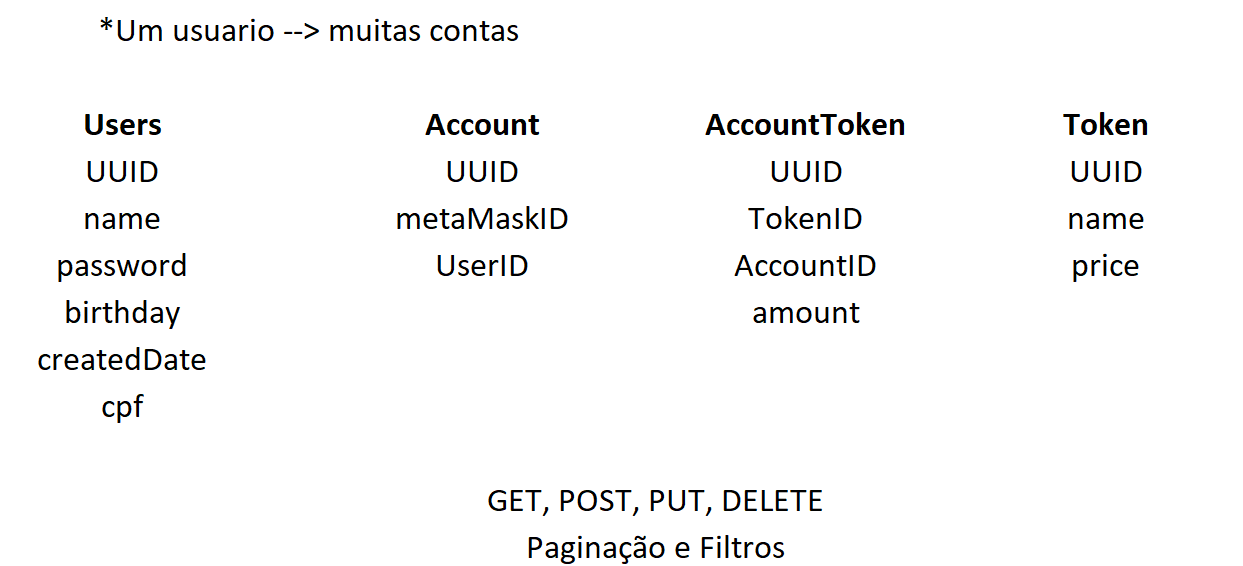 *Um usuario --> muitas contas
Users Account AccountToken Token
UUID UUID UUID UUID
name metaMaskID TokenID name
password UserID AccountID price
birthday amount
createdDate
cpf
GET, POST, PUT, DELETE
Paginação e Filtros